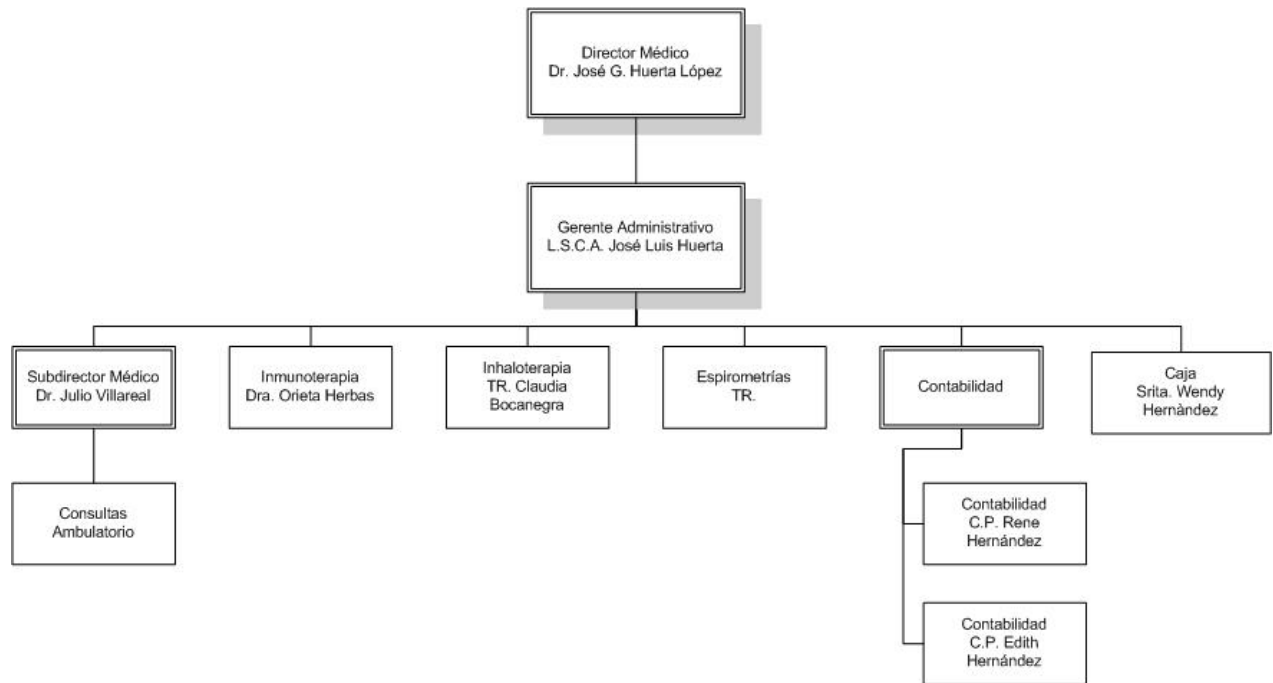 Director Médico
Dr. José G. Huerta López
Gerente Administrativo
L.S.C.A. José Luis Huerta
Subdirector Médico
Dr. Julio Villareal
Inmunoterapia
Dra. Orieta Herbas
Inhaloterapia
TR. Claudia
Bocanegra
Espirometrías
TR.
Contabilidad
Caja
Srita. Wendy
Hernàndez
Consultas
Ambulatorio
Contabilidad
C.P. Rene
Hernández
Contabilidad
C.P. Edith
Hernández